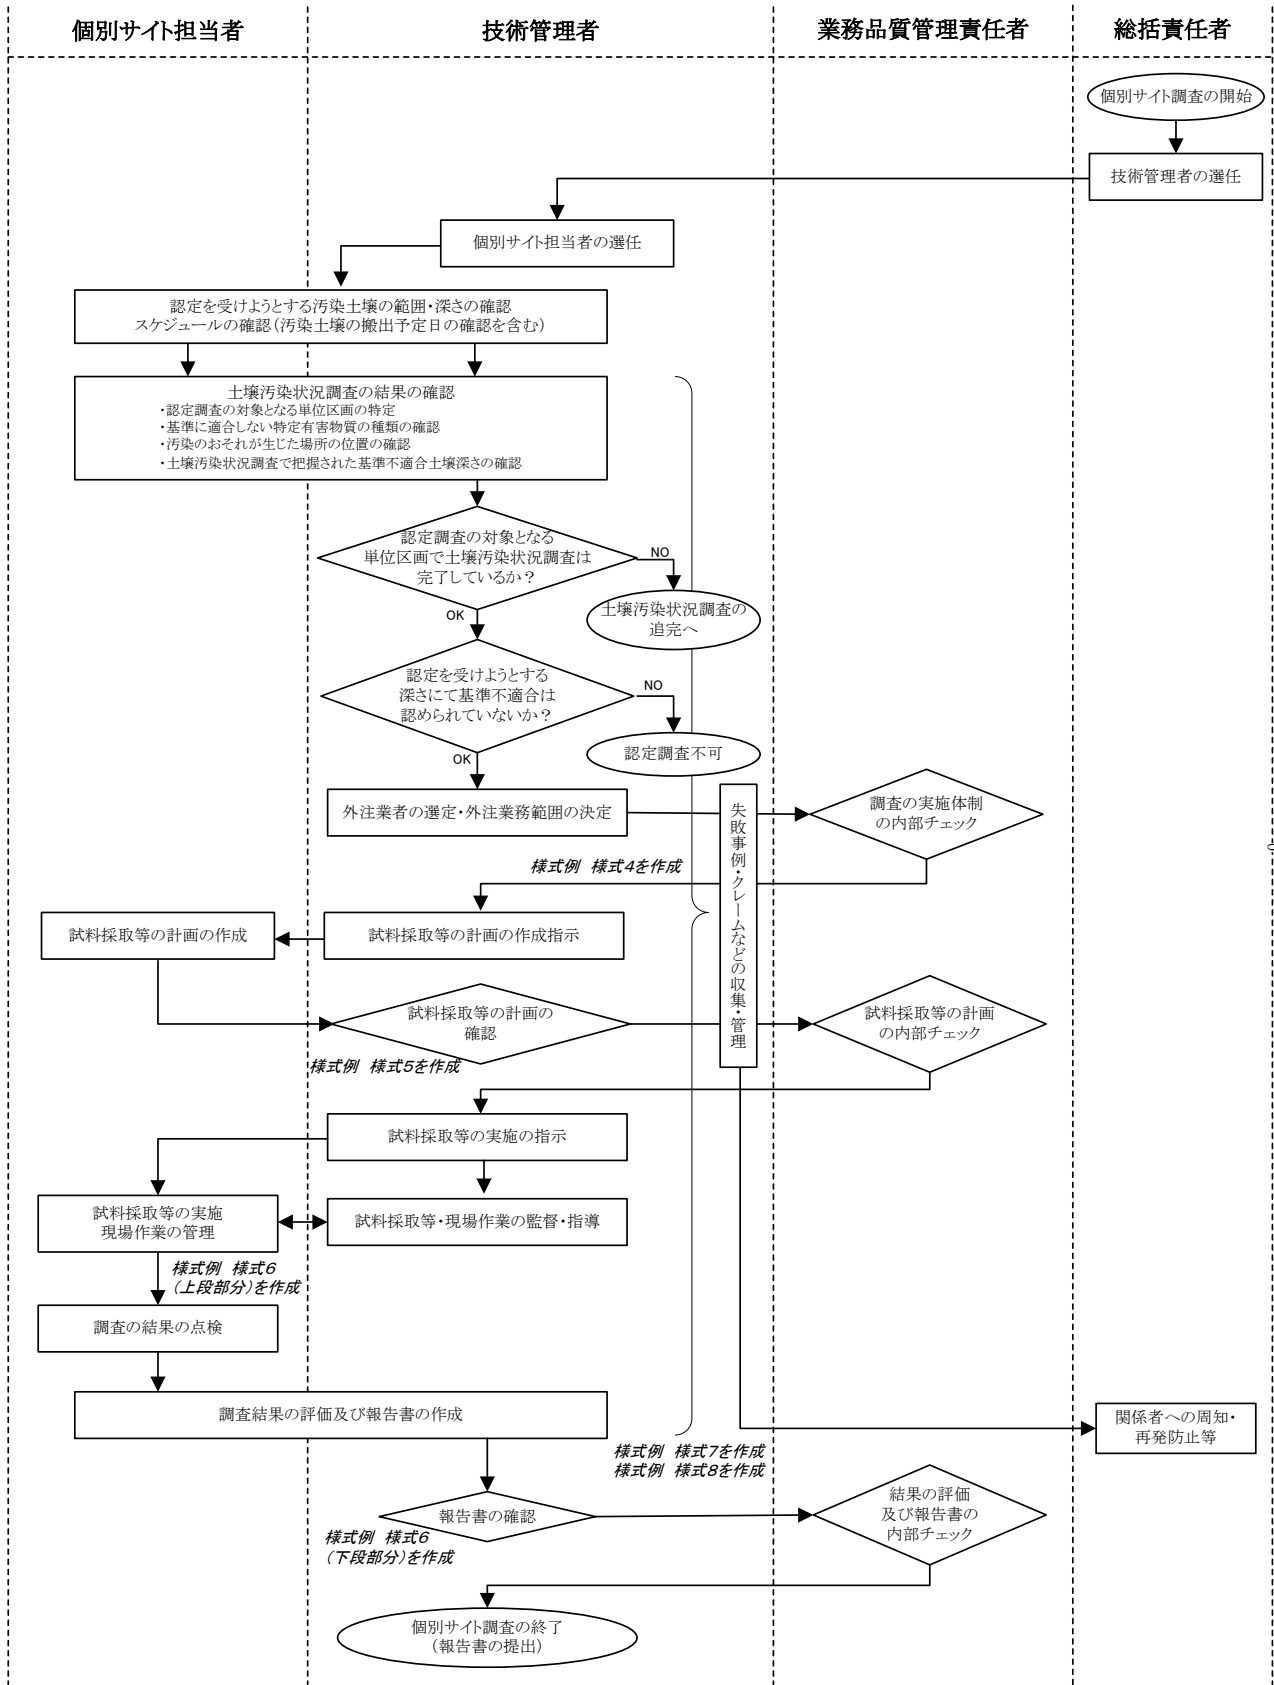 個別サイト担当者
技術管理者
業務品質管理責任者
総括責任者
個別サイト調査の開始
技術管理者の選任
個別サイト担当者の選任
認定を受けようとする汚染土壌の範囲・深さの確認
スケジュールの確認(汚染土壌の搬出予定日の確認を含む)
土壌汚染状況調査の結果の確認
・認定調査の対象となる単位区画の特定
・基準に適合しない特定有害物質の種類の確認
・汚染のおそれが生じた場所の位置の確認
・土壌汚染状況調査で把握された基準不適合土壌深さの確認
認定調査の対象となる
単位区画で土壌汚染状況調査は
完了しているか？
NO
OK
土壌汚染状況調査の
追完へ
認定を受けようとする
深さにて基準不適合は
認められていないか？
NO
OK
認定調査不可
外注業者の選定・外注業務範囲の決定
失敗事例・クレームなどの収集・管理
調査の実施体制
の内部チェック
様式例 様式4を作成
試料採取等の計画の作成
試料採取等の計画の作成指示
試料採取等の計画の
確認
試料採取等の計画
の内部チェック
様式例 様式5を作成
試料採取等の実施の指示
試料採取等の実施
現場作業の管理
試料採取等・現場作業の監督・指導
様式例 様式6
(上段部分)を作成
調査の結果の点検
調査結果の評価及び報告書の作成
関係者への周知・
再発防止等
様式例 様式7を作成
様式例 様式8を作成
報告書の確認
結果の評価
及び報告書の
内部チェック
様式例 様式6
(下段部分)を作成
個別サイト調査の終了
(報告書の提出)